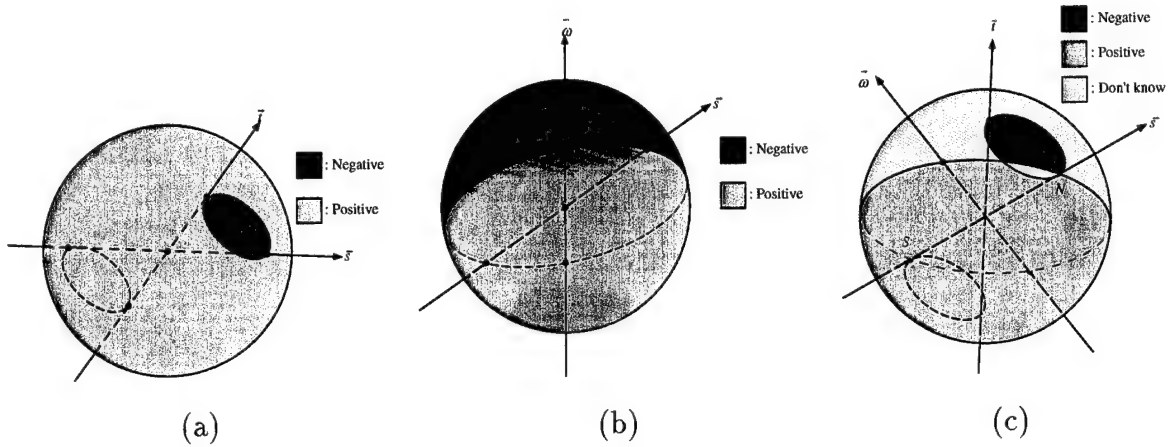 t⃗
: Negative
: Positive
s⃗
(a)
ω⃗
s⃗
: Negative
: Positive
(b)
: Negative
: Positive
: Don't know
t⃗
ω⃗
s⃗
N
S
(c)